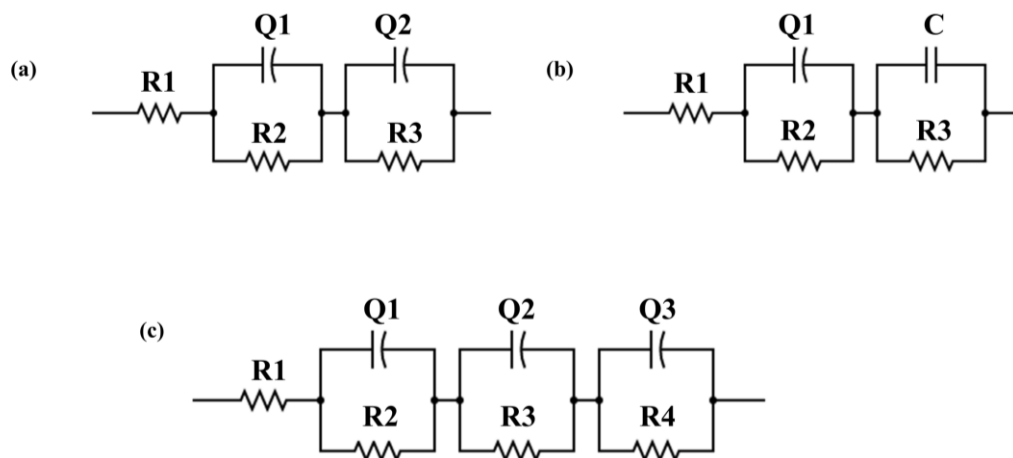 Q1 Q2
(a)
R1
R2 R3
Q1 C
(b)
R1
R2 R3
Q1 Q2 Q3
(c)
R1
R2 R3 R4